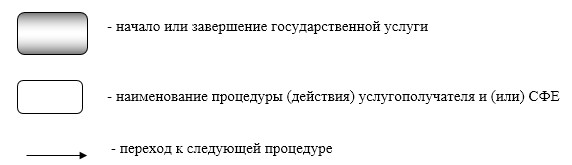 - начало или завершение государственной услуги
- наименование процедуры (действия) услугополучателя и (или) СФЕ
- переход к следующей процедуре